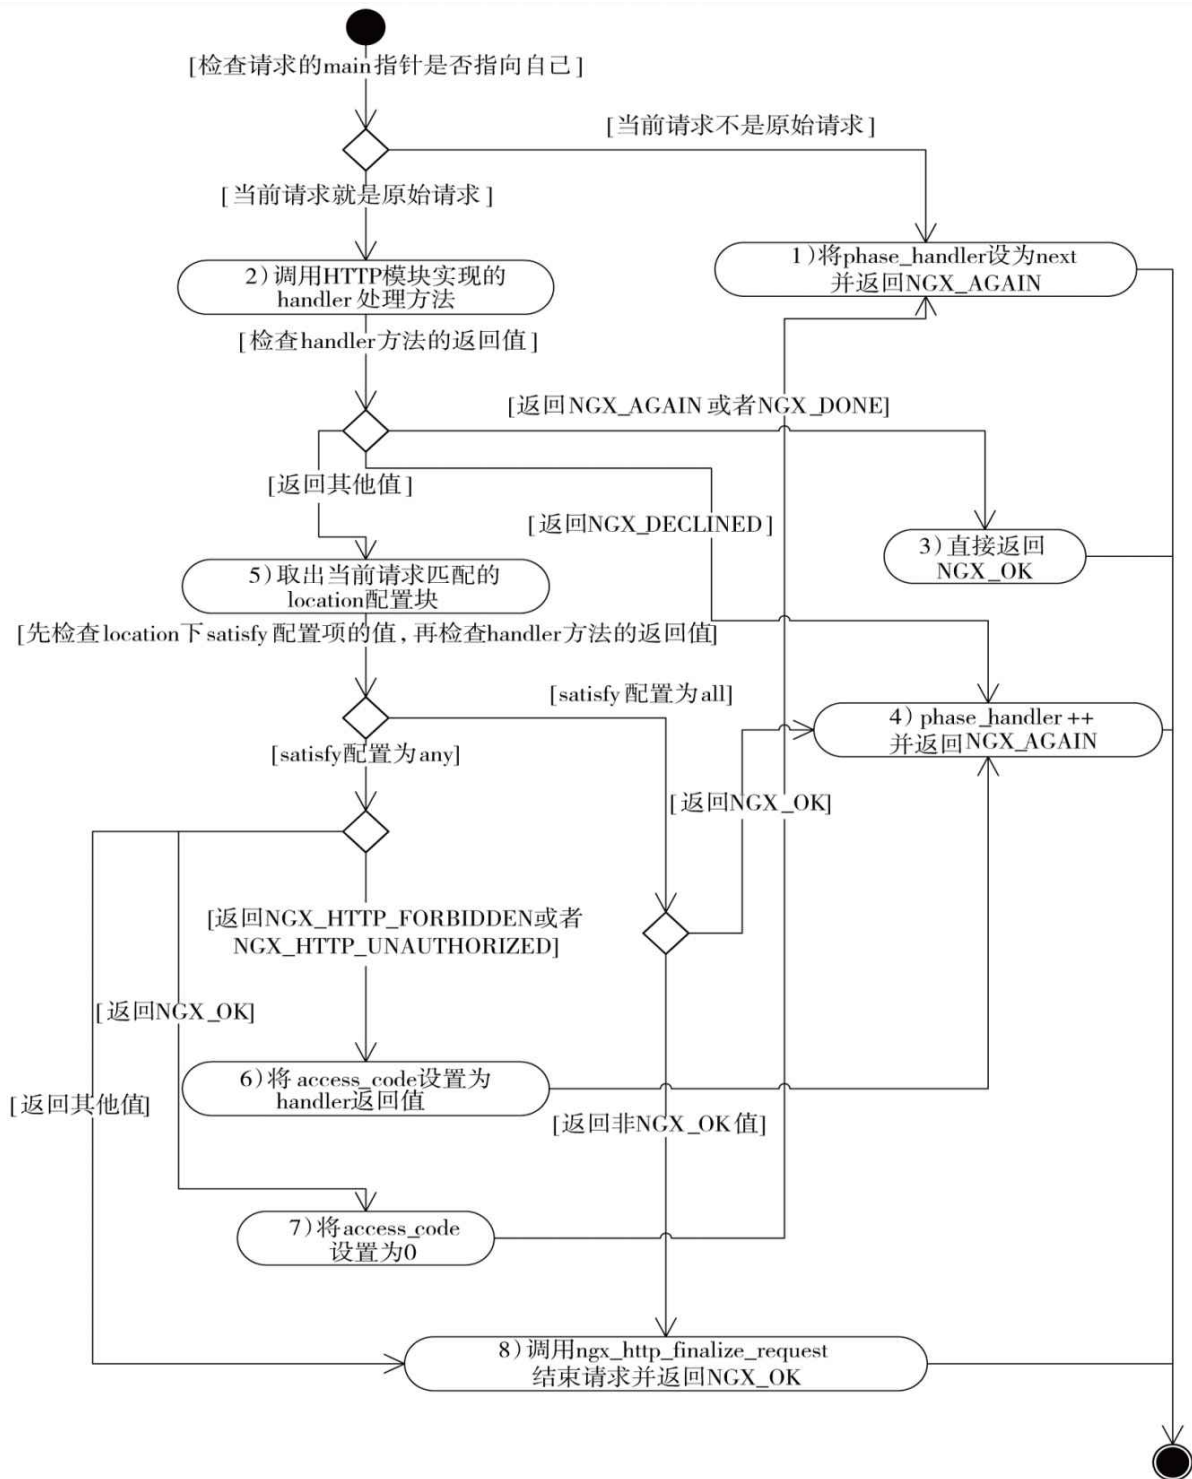 [检查请求的main指针是否指向自己]
[当前请求不是原始请求]
[当前请求就是原始请求]
1)将phase_handler设为next
并返回NGX_AGAIN
2)调用HTTP模块实现的
handler 处理方法
[检查handler方法的返回值]
[返回NGX_AGAIN 或者NGX_DONE]
[返回其他值]
[返回NGX_DECLINED]
3)直接返回
NGX_OK
5)取出当前请求匹配的
location配置块
[先检查location下satisfy 配置项的值,再检查handler方法的返回值]
[satisfy 配置为all]
4) phase_handler ++
并返回NGX_AGAIN
[satisfy配置为any]
[返回NGX_OK]
[返回NGX_HTTP_FORBIDDEN或者
NGX_HTTP_UNAUTHORIZED]
[返回NGX_OK]
6)将 access_code设置为
handler返回值
[返回其他值]
[返回非NGX_OK值]
7)将access_code
设置为0
8)调用ngx_http_finalize_request
结束请求并返回NGX_OK